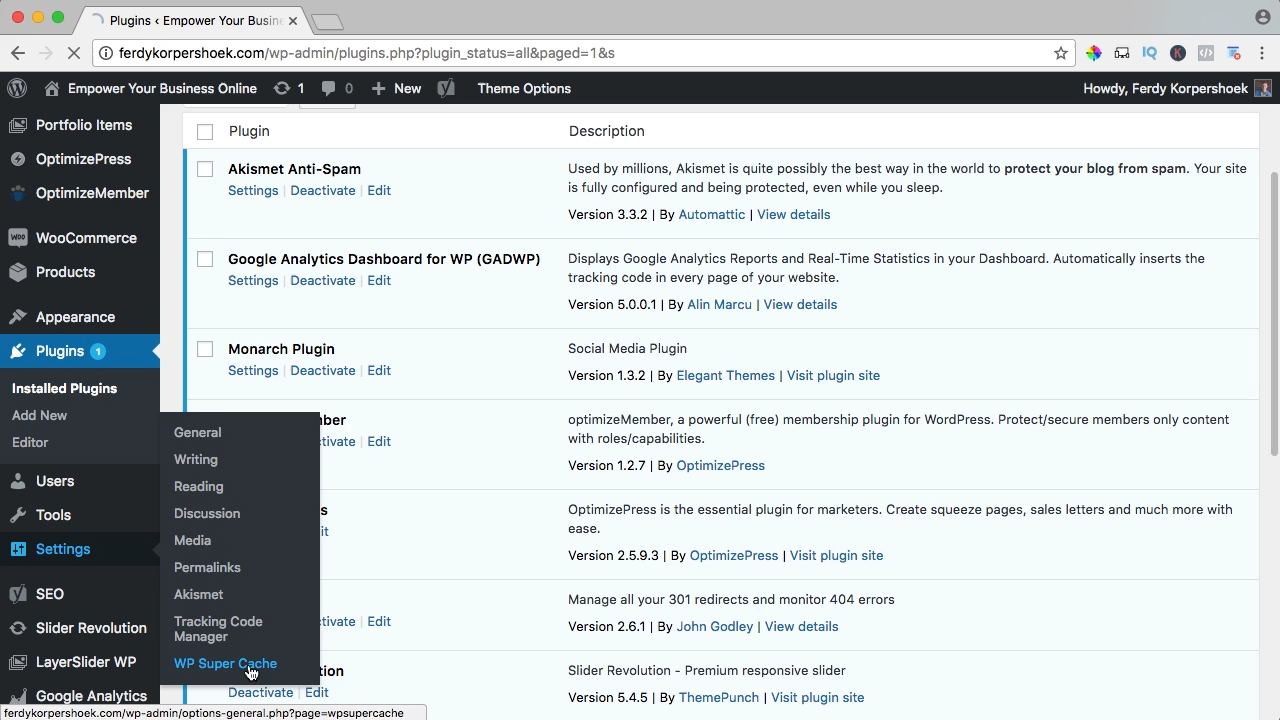 Plugins ‹ Empower Your Busin
ferdykorpershoek.com/wp-admin/plugins.php?plugin_status=all&paged=1&s
Empower Your Business Online 1 0 New Theme Options Howdy, Ferdy Korpershoek
Portfolio Items
OptimizePress
OptimizeMember
WooCommerce
Products
Appearance
Plugins 1
Installed Plugins
Add New
Editor
Users
Tools
Settings
SEO
Slider Revolution
LayerSlider WP
Google Analytics
General
Writing
Reading
Discussion
Media
Permalinks
Akismet
Tracking Code
Manager
WP Super Cache
Plugin Description
Akismet Anti-Spam
Settings | Deactivate | Edit
Used by millions, Akismet is quite possibly the best way in the world to protect your blog from spam. Your site
is fully configured and being protected, even while you sleep.
Version 3.3.2 | By Automattic | View details
Google Analytics Dashboard for WP (GADWP)
Settings | Deactivate | Edit
Displays Google Analytics Reports and Real-Time Statistics in your Dashboard. Automatically inserts the
tracking code in every page of your website.
Version 5.0.0.1 | By Alin Marcu | View details
Monarch Plugin
Settings | Deactivate | Edit
Social Media Plugin
Version 1.3.2 | By Elegant Themes | Visit plugin site
mber
ctivate | Edit
optimizeMember, a powerful (free) membership plugin for WordPress. Protect/secure members only content
with roles/capabilities.
Version 1.2.7 | By OptimizePress
s
it
OptimizePress is the essential plugin for marketers. Create squeeze pages, sales letters and much more with
ease.
Version 2.5.9.3 | By OptimizePress | Visit plugin site
ctivate | Edit
Manage all your 301 redirects and monitor 404 errors
Version 2.6.1 | By John Godley | View details
tion
Deactivate | Edit
Slider Revolution - Premium responsive slider
Version 5.4.5 | By ThemePunch | Visit plugin site
ferdykorpershoek.com/wp-admin/options-general.php?page=wpsupercache